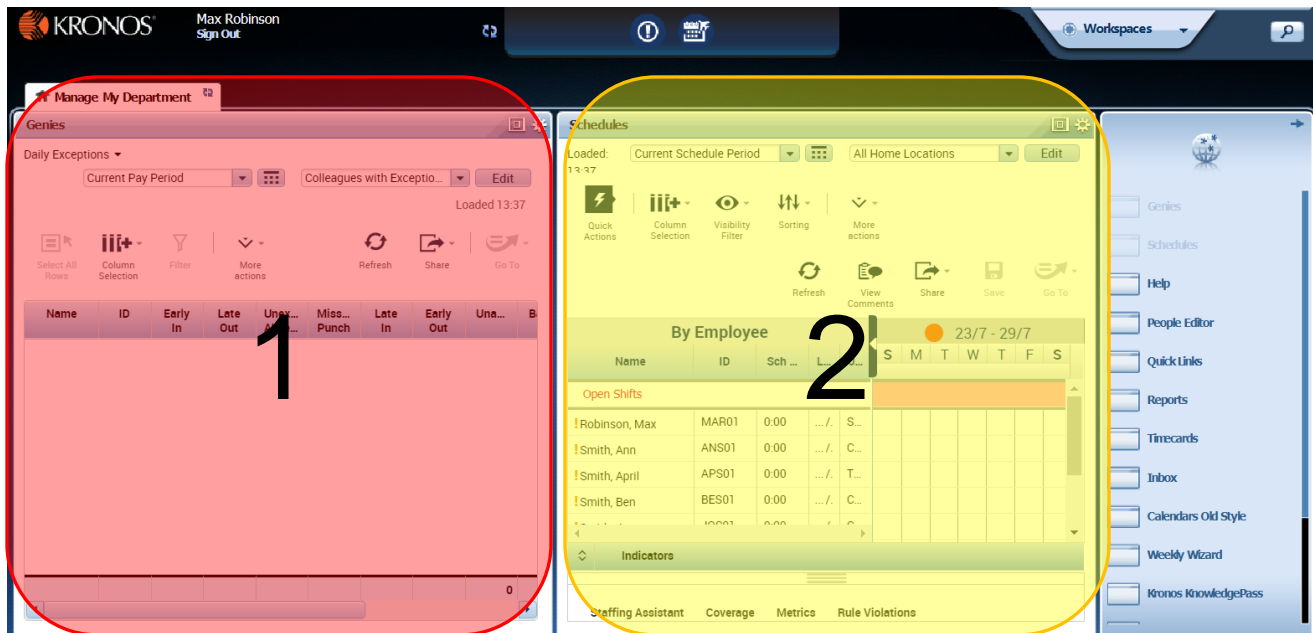 KRONOS
Max Robinson
Sign Out
Workspaces
Manage My Department
Genies
Daily Exceptions
Current Pay Period
Colleagues with Exceptio...
Edit
Loaded 13:37
Select All Rows
Column Selection
Filter
More actions
Refresh
Share
Go To
Name ID Early In Late Out Miss... Punch Late In Early Out Una...
1
0
Schedules
Loaded: 13:37
Current Schedule Period
All Home Locations
Edit
Quick Actions
Column Selection
Visibility Filter
Sorting
More actions
Refresh
View Comments
Share
Save
Go To
By Employee
23/7 - 29/7
Name ID Sch ... L... S M T W T F S
2
Open Shifts
!Robinson, Max MAR01 0:00 .../. S...
!Smith, Ann ANS01 0:00 .../. C...
!Smith, April APS01 0:00 .../. T...
!Smith, Ben BES01 0:00 .../. C...
Indicators
Staffing Assistant Coverage Metrics Rule Violations
Genies
Schedules
Help
People Editor
Quick Links
Reports
Timecards
Inbox
Calendars Old Style
Weekly Wizard
Kronos KnowledgePass